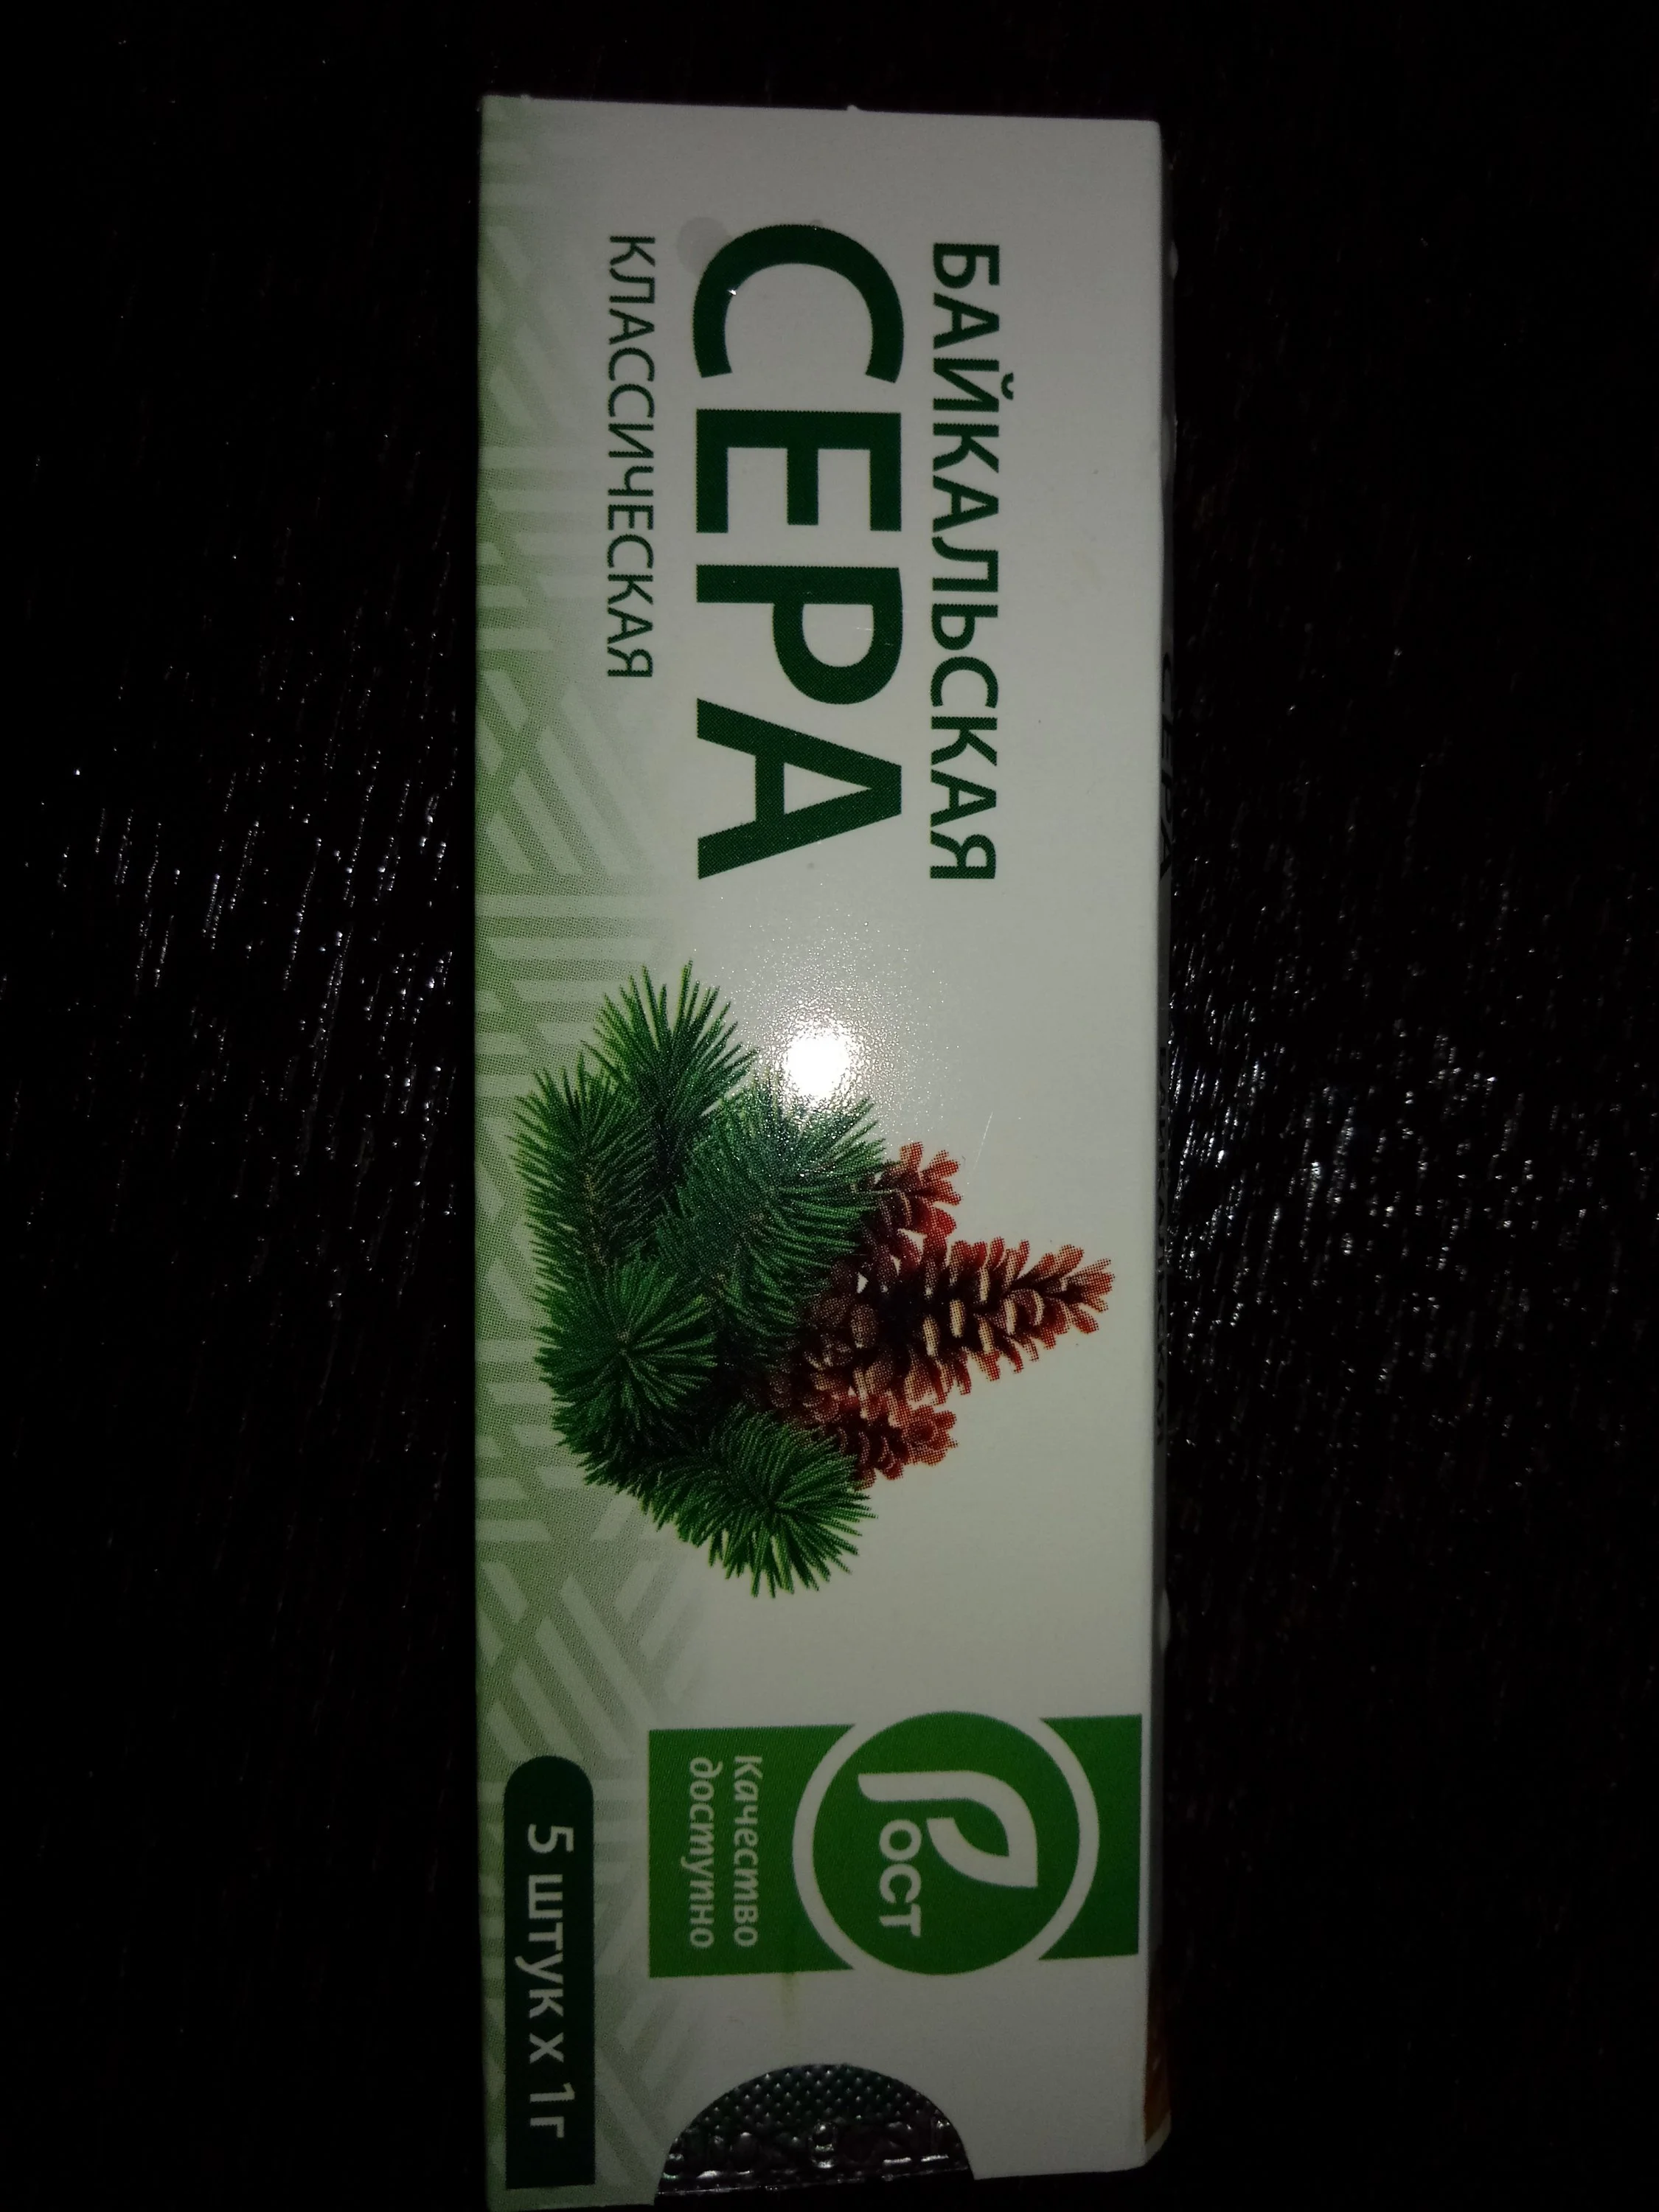 БАЙКАЛЬСКАЯ
СЕРА
КЛАССИЧЕСКАЯ
Рост
Качество
доступно
5 штук х 1г